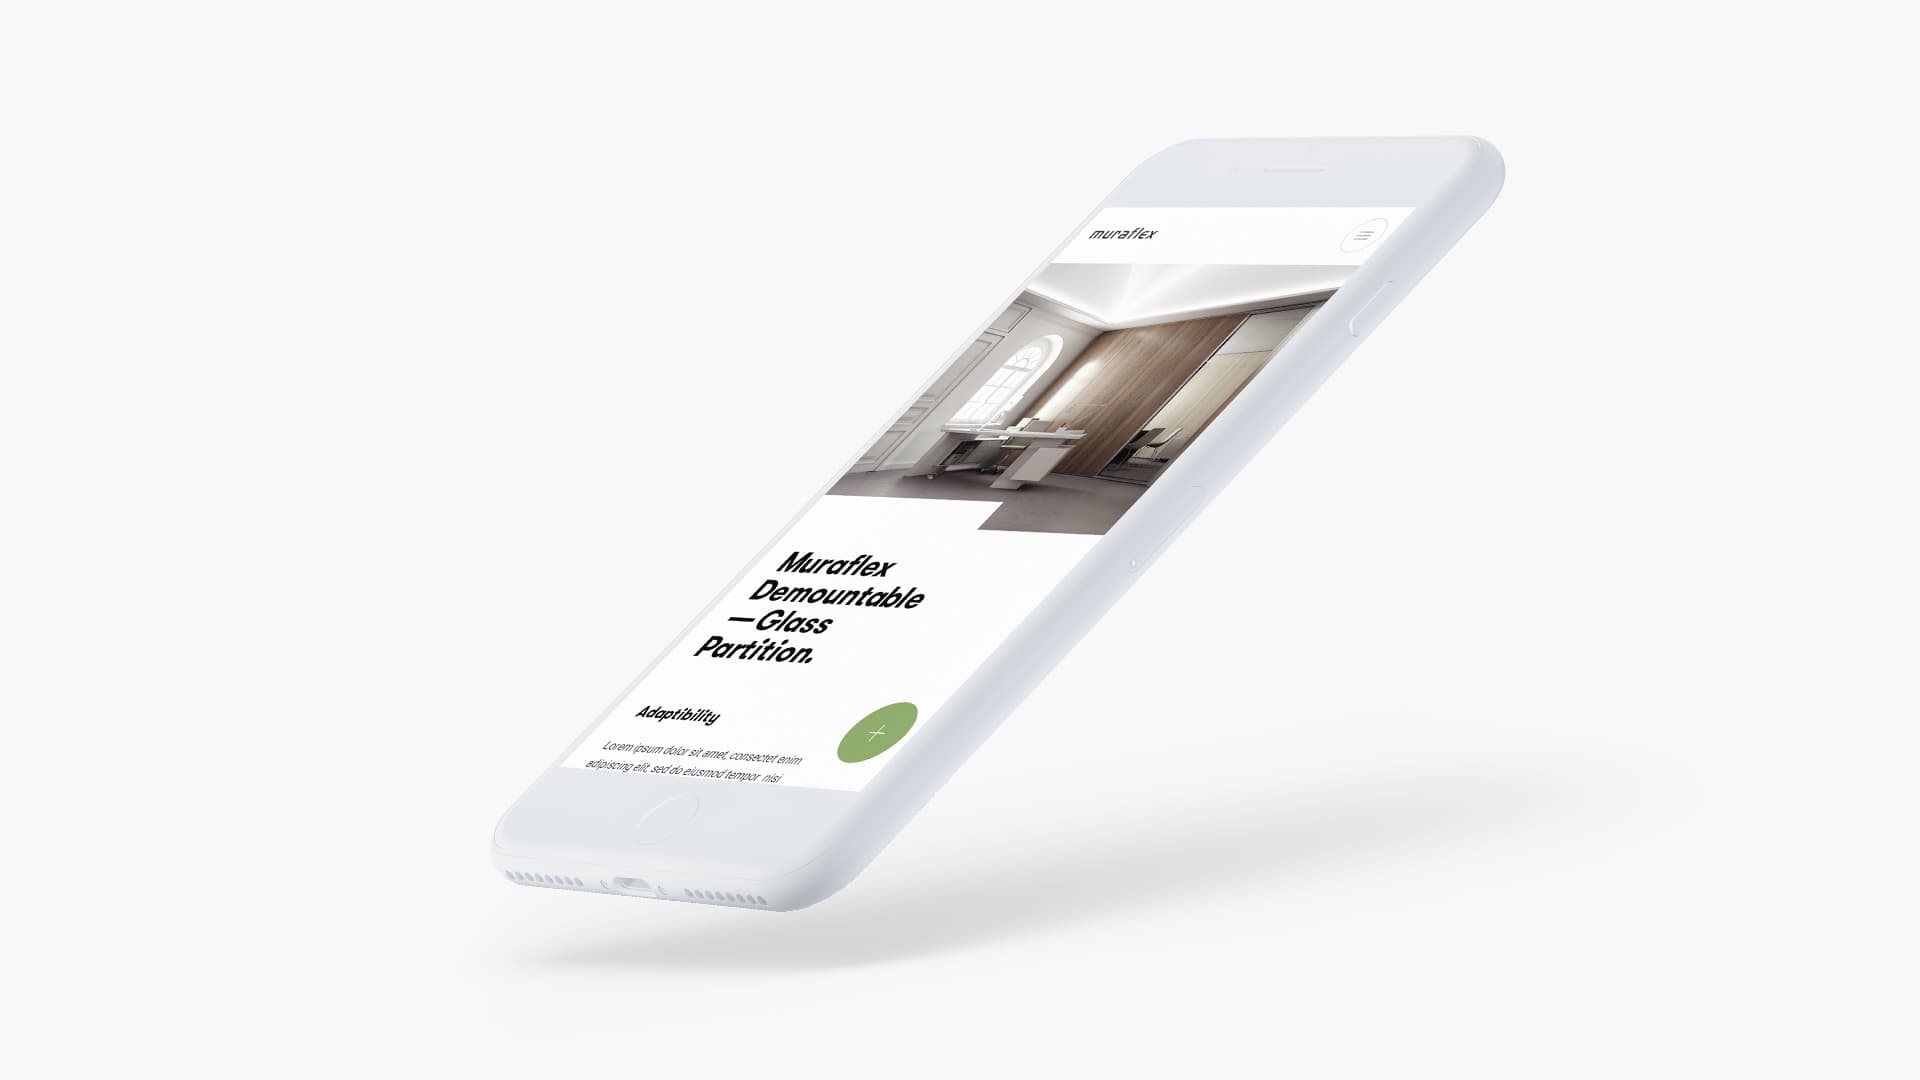 muraflex
Muraflex
Demountable
—Glass
Partition.
Adaptibility
Lorem ipsum dolor sit amet, consectet enim
adipiscing elit, sed do eiusmod tempor nisi